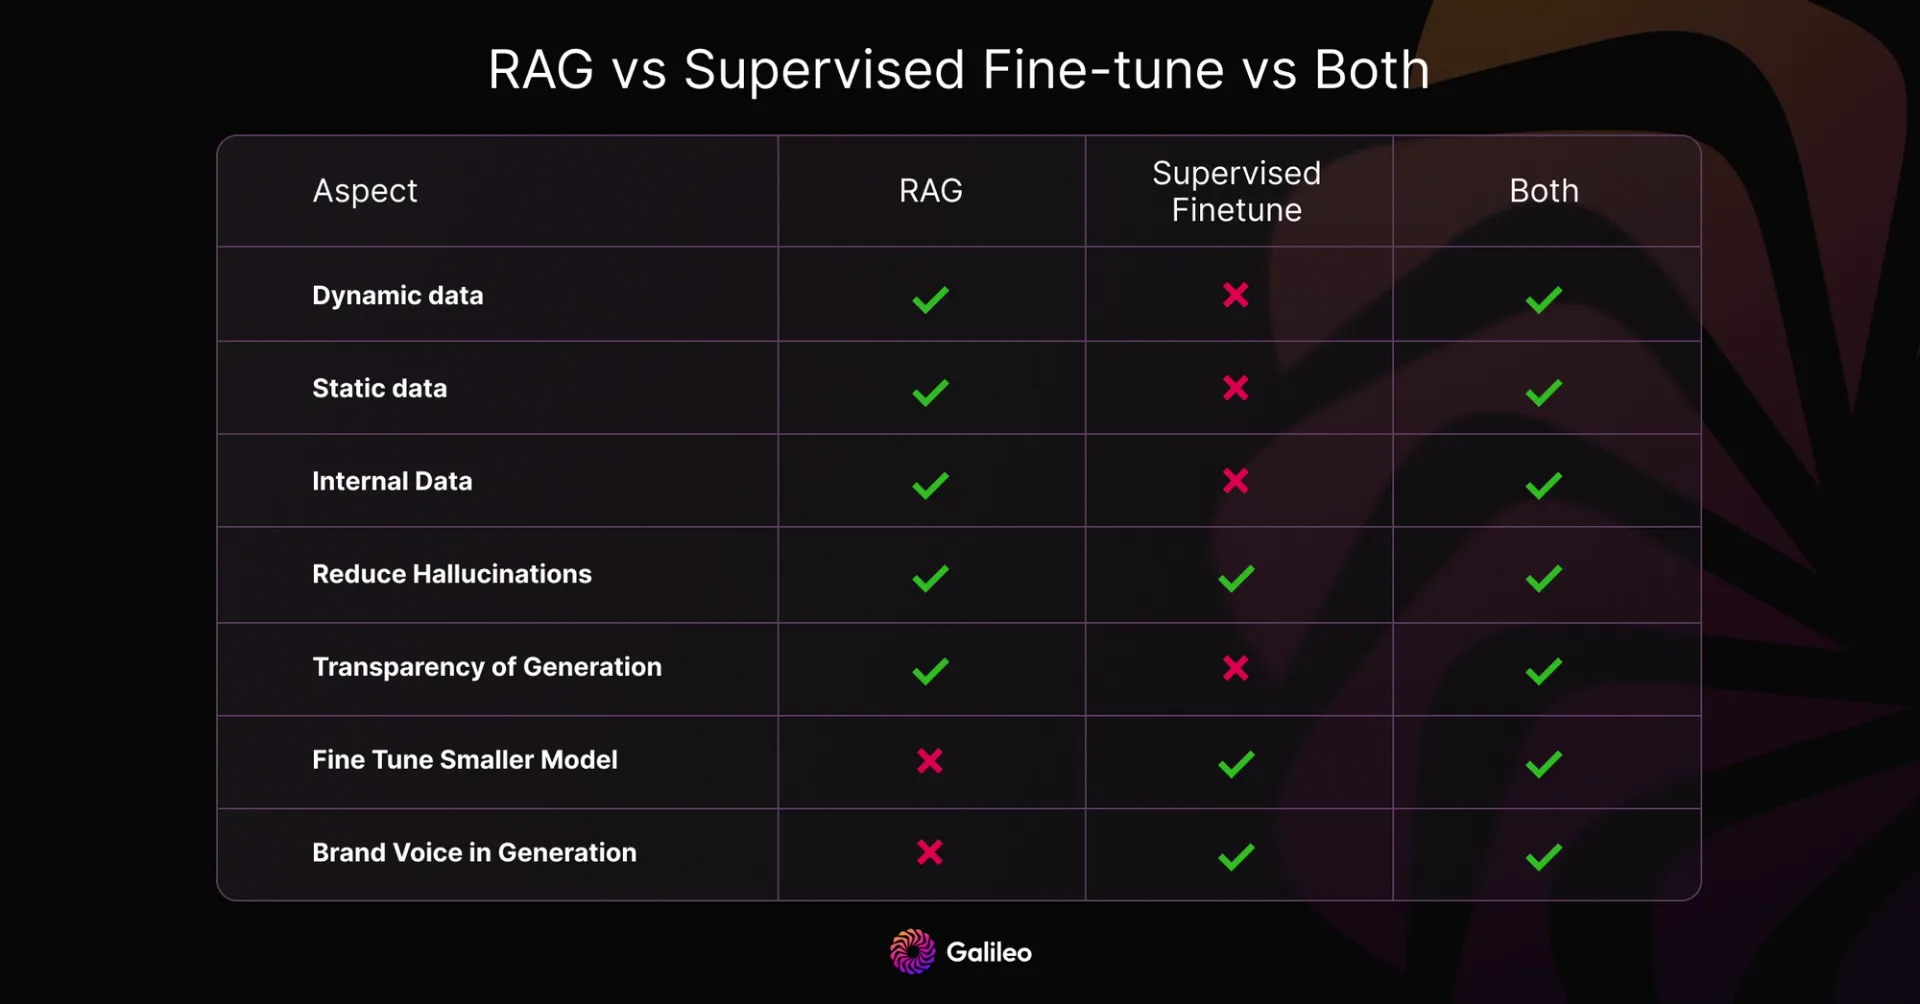 RAG vs Supervised Fine-tune vs Both
Aspect
RAG
Supervised
Finetune
Both
Dynamic data
Static data
Internal Data
Reduce Hallucinations
Transparency of Generation
Fine Tune Smaller Model
Brand Voice in Generation
Galileo